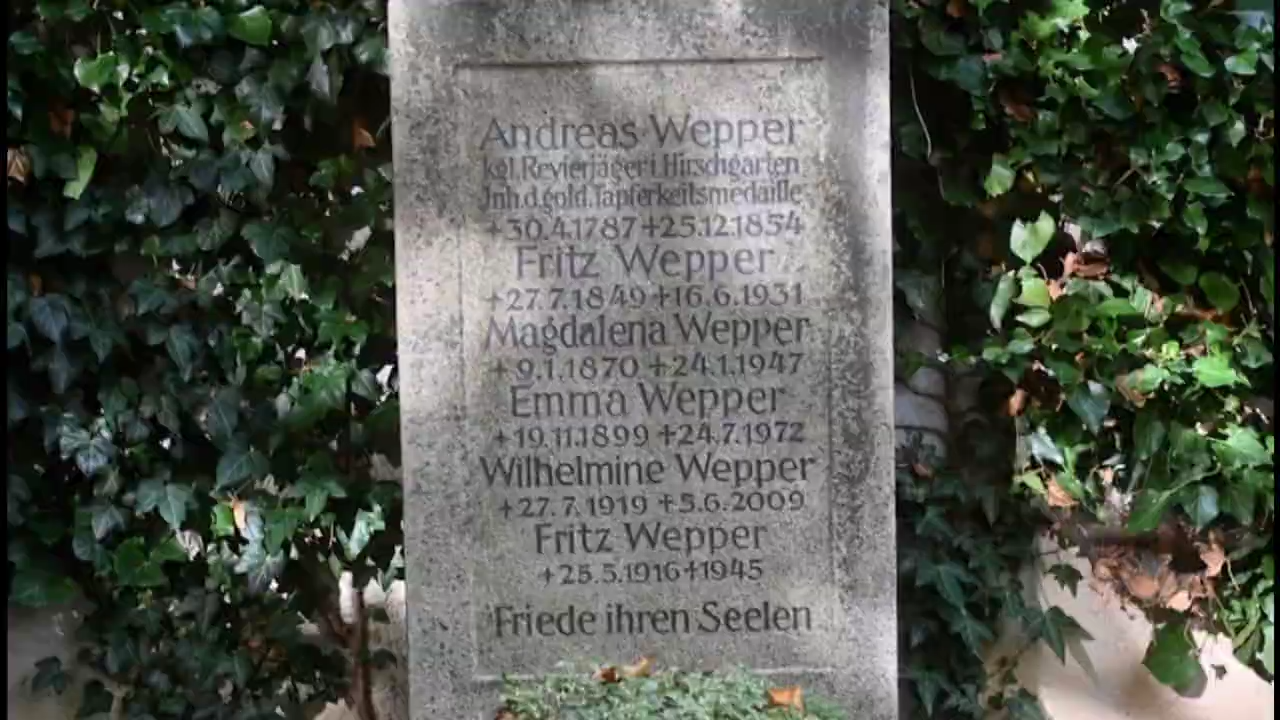 Andreas Wepper
kgl.Revierjäger i.Hirschgarten
Inh.d.gold.Tapferkeitsmedaille
+30.4.1787+25.12.1854
Fritz Wepper
+27.7.1849+16.6.1931
Magdalena Wepper
+9.1.1870 +24.1.1947
Emma Wepper
+19.11.1899 +24.7.1972
Wilhelmine Wepper
+27.7.1919 +5.6.2009
Fritz Wepper
+25.5.1916+1945
Friede ihren Seelen